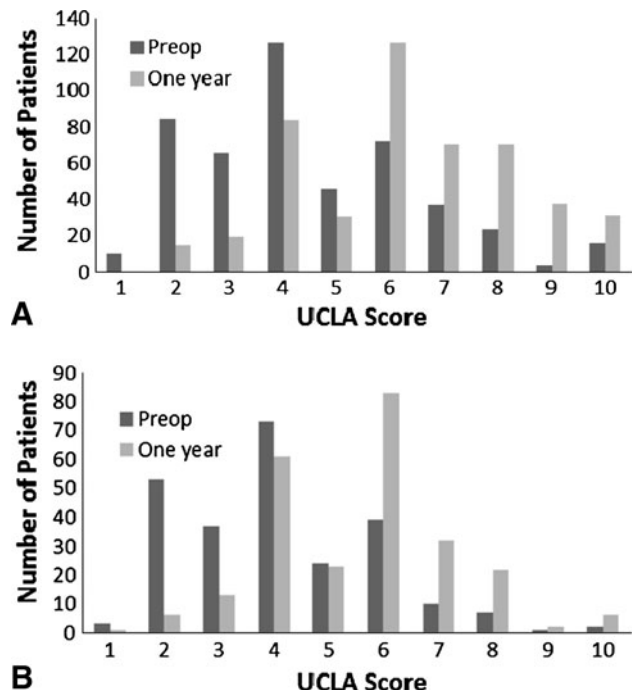 140
120
100
80
60
40
20
0
Number of Patients
Preop
One year
1 2 3 4 5 6 7 8 9 10
UCLA Score
A
90
80
70
60
50
40
30
20
10
0
Number of Patients
Preop
One year
1 2 3 4 5 6 7 8 9 10
UCLA Score
B